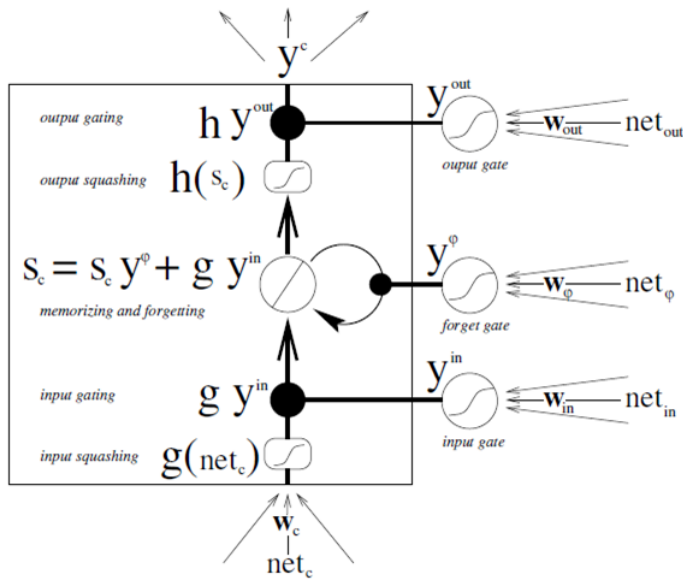 y^c
output gating h y^out y^out w_out net_out
ouput gate
output squashing h(s_c)
s_c = s_c y^φ + g y^in y^φ w_φ net_φ
memorizing and forgetting
forget gate
input gating g y^in y^in w_in net_in
input gate
input squashing g(net_c)
w_c
net_c